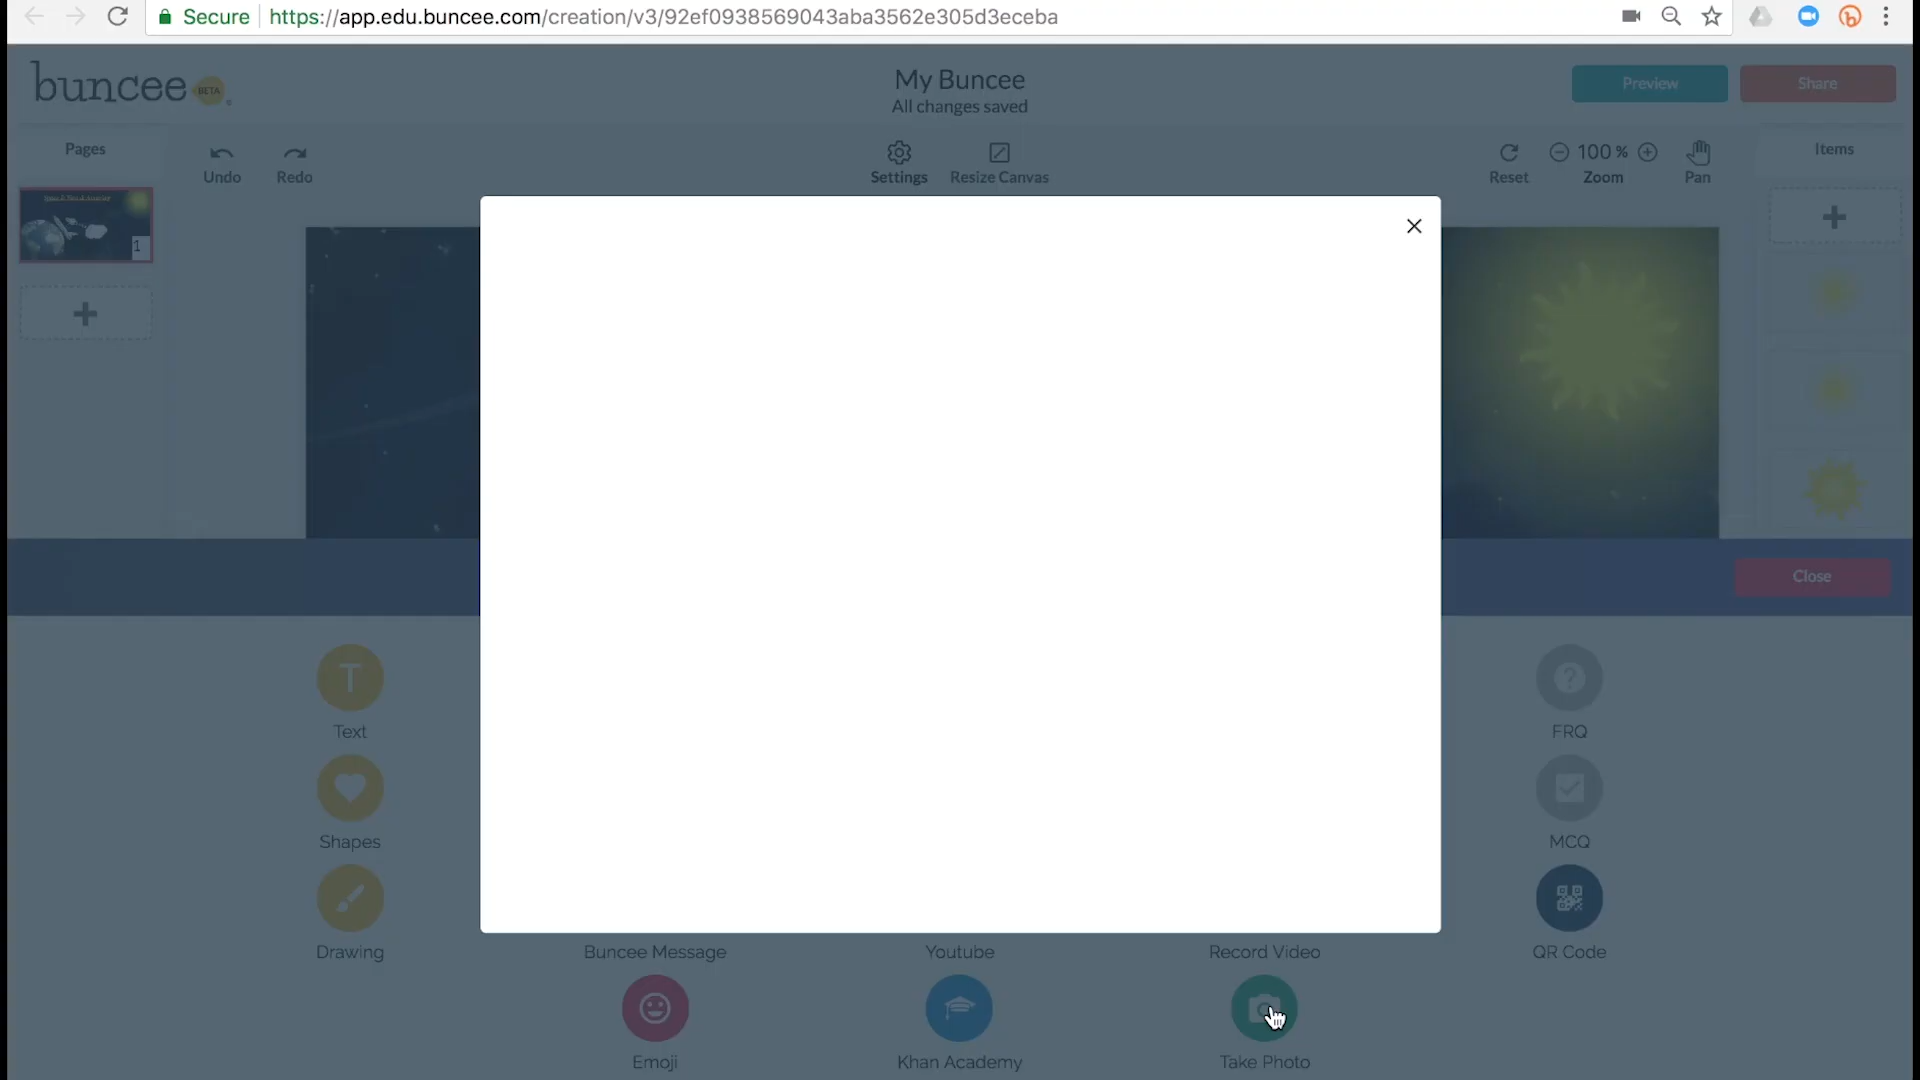 Secure https://app.edu.buncee.com/creation/v3/92ef0938569043aba3562e305d3eceba
buncee BETA
My Buncee
All changes saved
Preview
Share
Pages
Undo
Redo
Settings
Resize Canvas
Reset
100 %
Zoom
Pan
Items
1
Close
Text
FRQ
Shapes
MCQ
Drawing
Buncee Message
Youtube
Record Video
QR Code
Emoji
Khan Academy
Take Photo